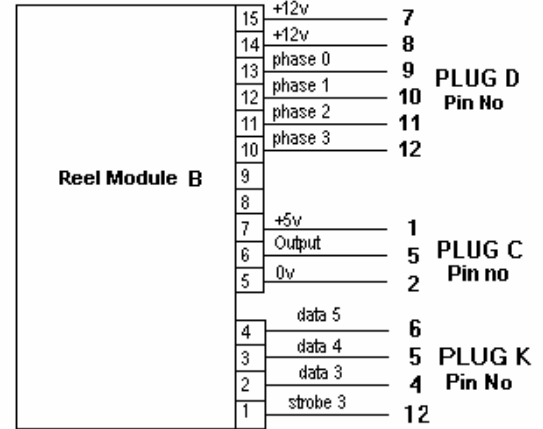 15 +12v 7
14 +12v 8
13 phase 0 9
12 phase 1 10
11 phase 2 11
10 phase 3 12
PLUG D
Pin No
Reel Module B
9
8
7 +5v 1
6 Output 5
5 0v 2
PLUG C
Pin no
4 data 5 6
3 data 4 5
2 data 3 4
1 strobe 3 12
PLUG K
Pin No